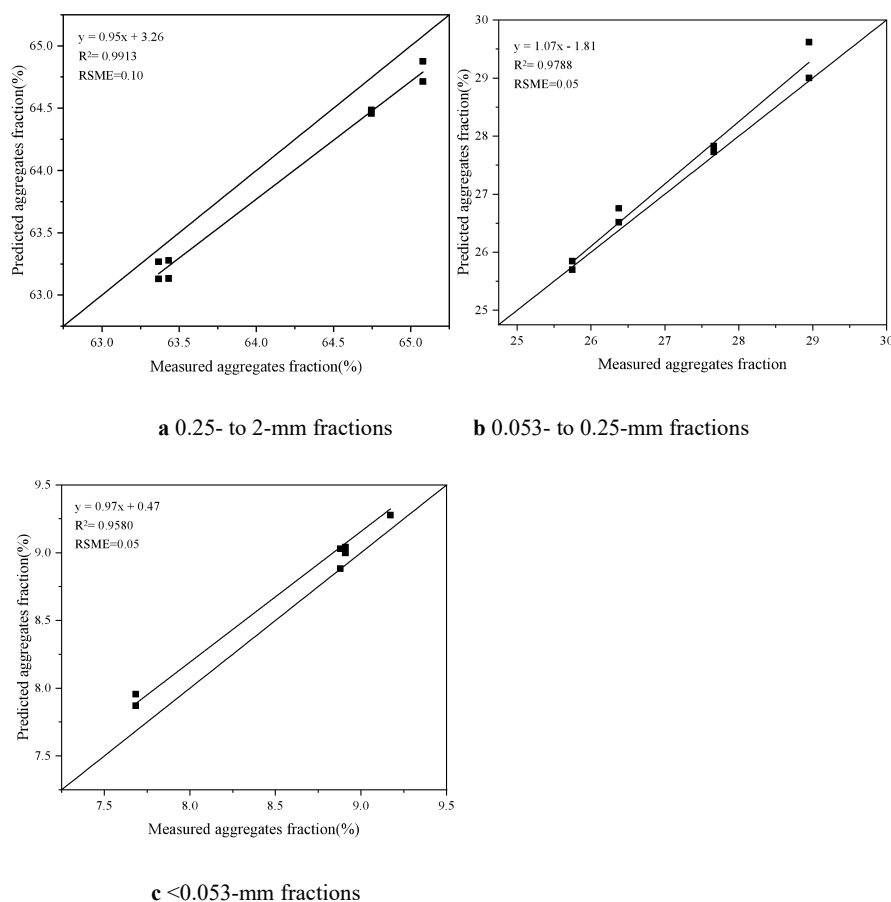 y = 0.95x + 3.26
R²= 0.9913
RSME=0.10
65.0
64.5
64.0
63.5
63.0
Predicted aggregates fraction(%)
63.0 63.5 64.0 64.5 65.0
Measured aggregates fraction(%)
y = 1.07x - 1.81
R²= 0.9788
RSME=0.05
30
29
28
27
26
25
Predicted aggregates fraction(%)
25 26 27 28 29 30
Measured aggregates fraction
a 0.25- to 2-mm fractions
b 0.053- to 0.25-mm fractions
y = 0.97x + 0.47
R²= 0.9580
RSME=0.05
9.5
9.0
8.5
8.0
7.5
Predicted aggregates fraction(%)
7.5 8.0 8.5 9.0 9.5
Measured aggregates fraction(%)
c <0.053-mm fractions